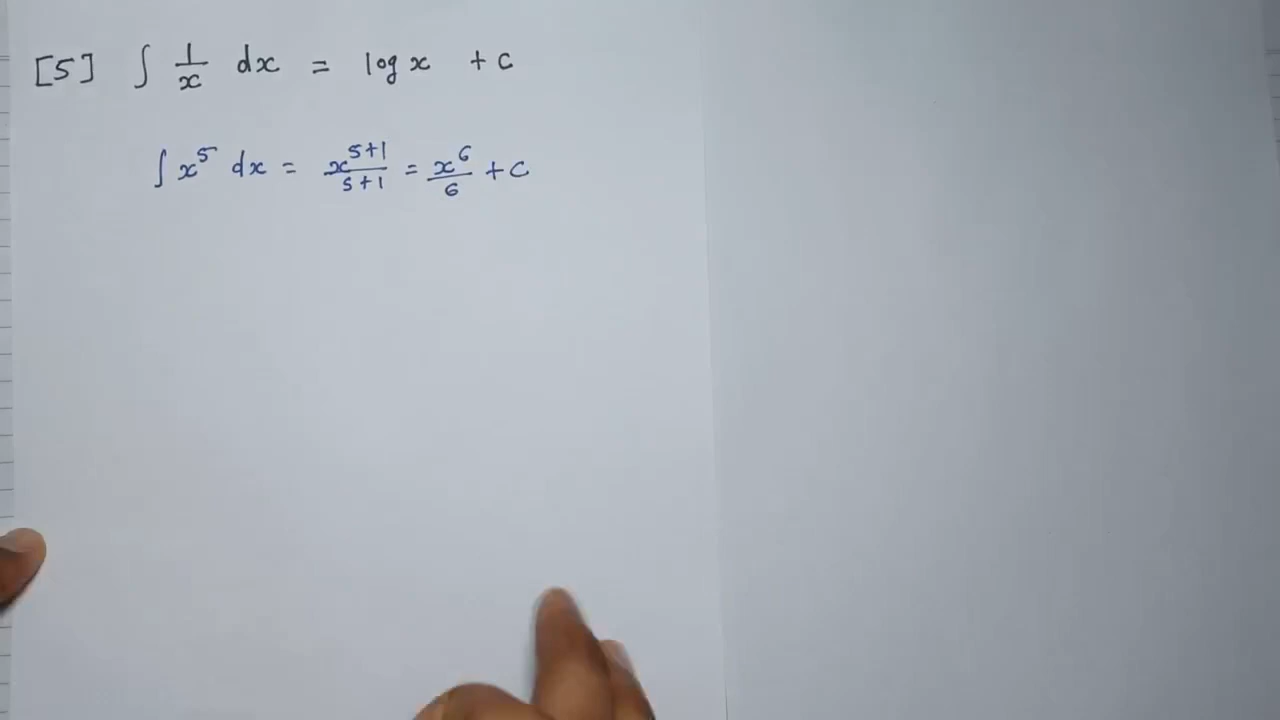 [5] ∫ 1/x dx = log x + c
∫ x^5 dx = x^(5+1)/(5+1) = x^6/6 + c